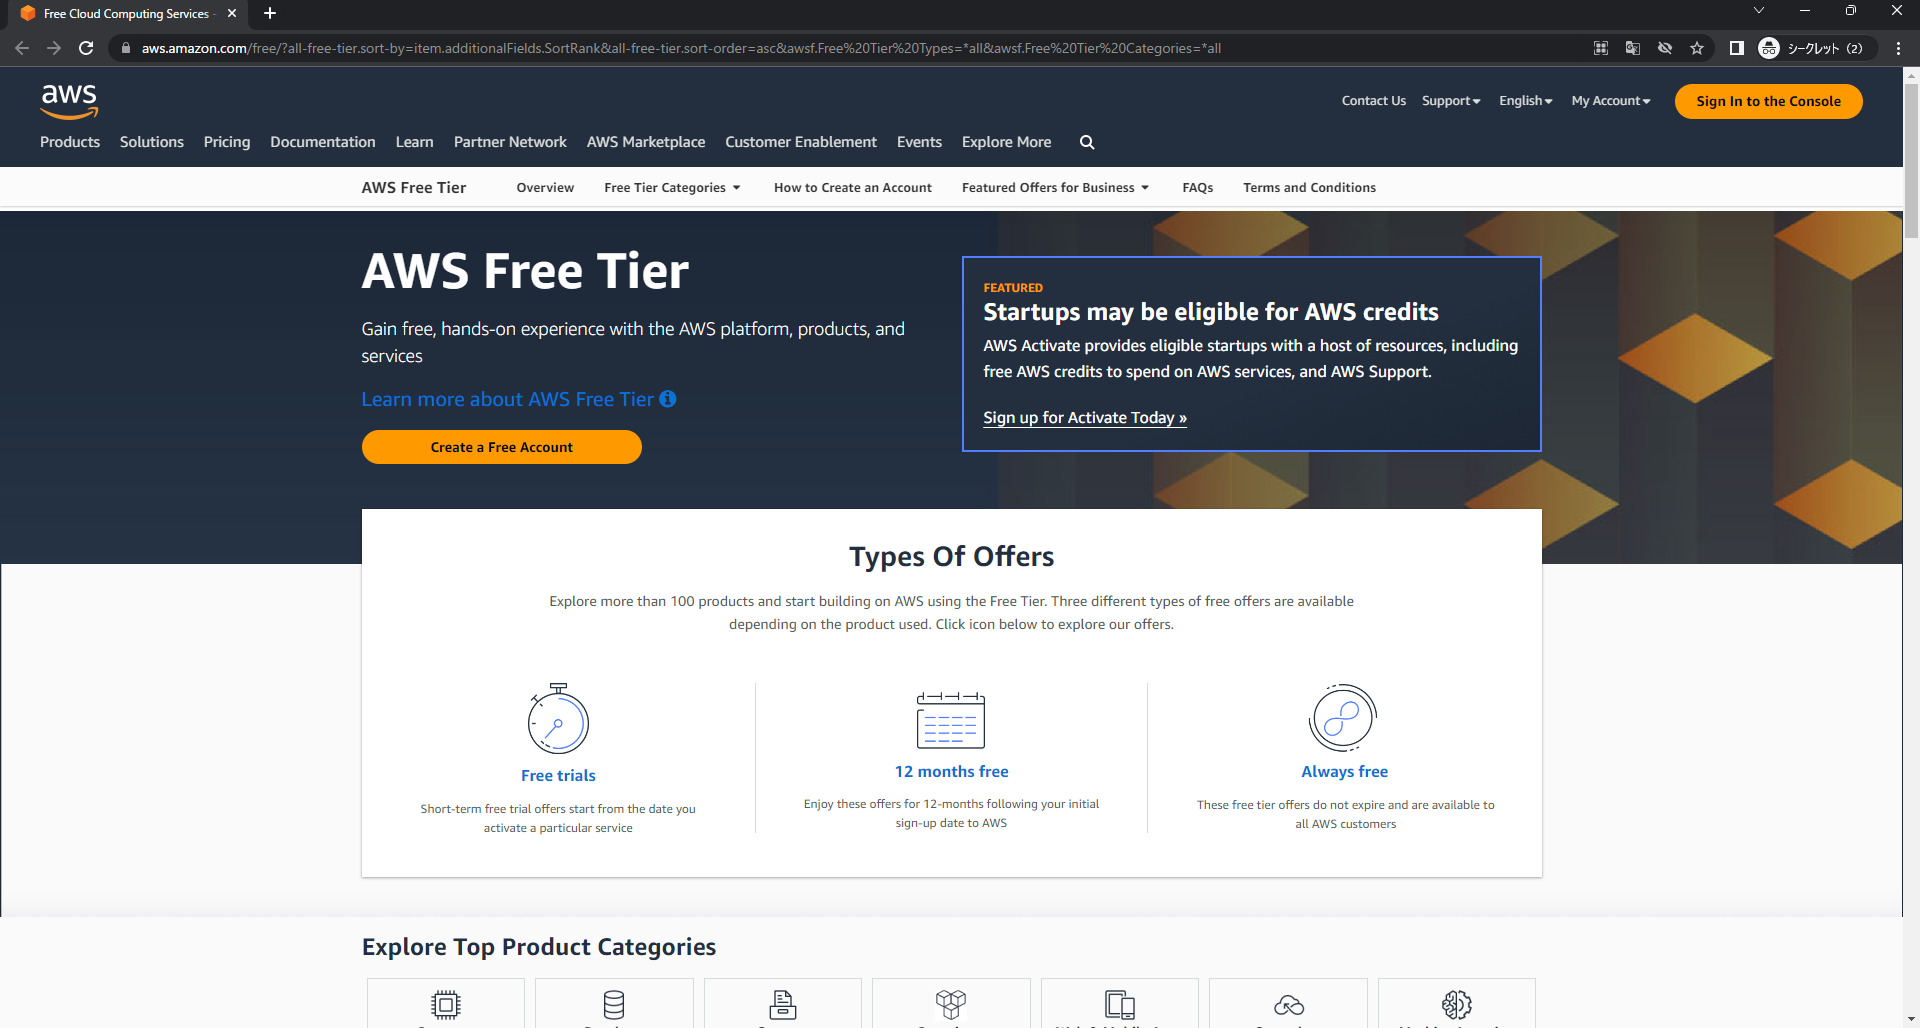 Free Cloud Computing Services -
aws.amazon.com/free/?all-free-tier.sort-by=item.additionalFields.SortRank&all-free-tier.sort-order=asc&awsf.Free%20Tier%20Types=*all&awsf.Free%20Tier%20Categories=*all
シークレット (2)
aws
Contact Us Support English My Account Sign In to the Console
Products Solutions Pricing Documentation Learn Partner Network AWS Marketplace Customer Enablement Events Explore More
AWS Free Tier Overview Free Tier Categories How to Create an Account Featured Offers for Business FAQs Terms and Conditions
AWS Free Tier
Gain free, hands-on experience with the AWS platform, products, and
services
Learn more about AWS Free Tier
Create a Free Account
FEATURED
Startups may be eligible for AWS credits
AWS Activate provides eligible startups with a host of resources, including
free AWS credits to spend on AWS services, and AWS Support.
Sign up for Activate Today »
Types Of Offers
Explore more than 100 products and start building on AWS using the Free Tier. Three different types of free offers are available
depending on the product used. Click icon below to explore our offers.
Free trials
Short-term free trial offers start from the date you
activate a particular service
12 months free
Enjoy these offers for 12-months following your initial
sign-up date to AWS
Always free
These free tier offers do not expire and are available to
all AWS customers
Explore Top Product Categories